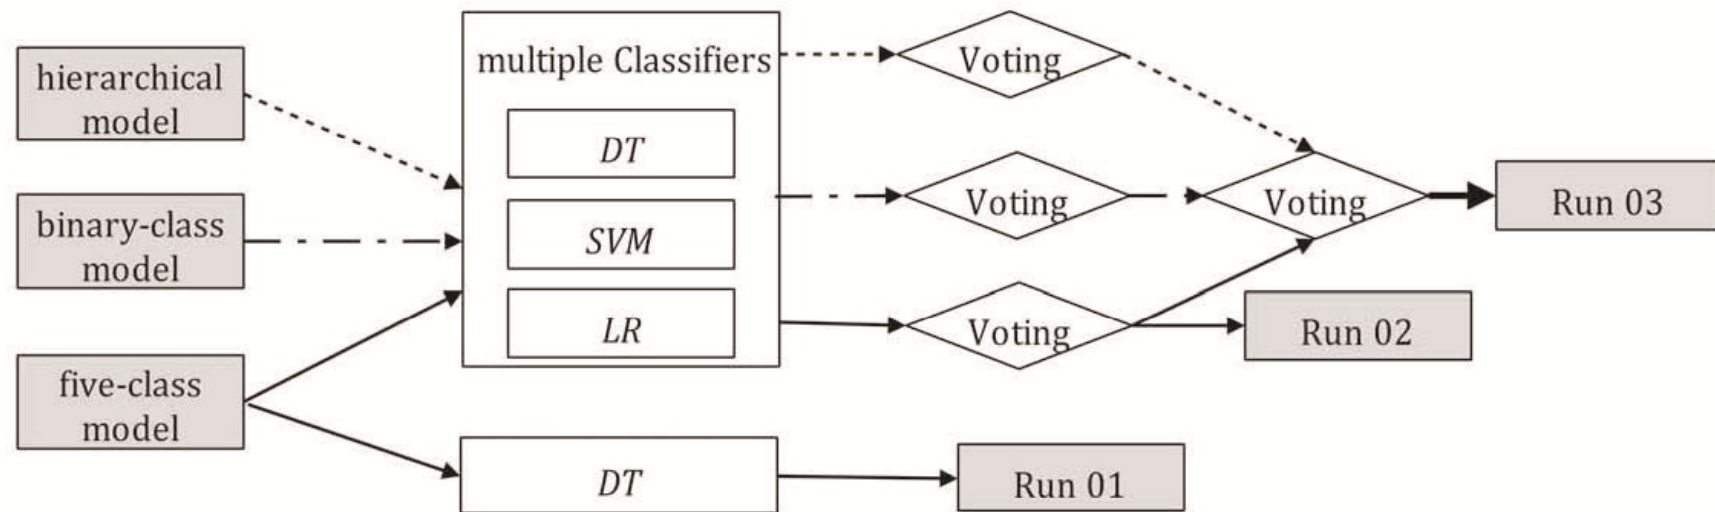 hierarchical
model
binary-class
model
five-class
model
multiple Classifiers
DT
SVM
LR
DT
Voting
Voting
Voting
Voting
Run 03
Run 02
Run 01